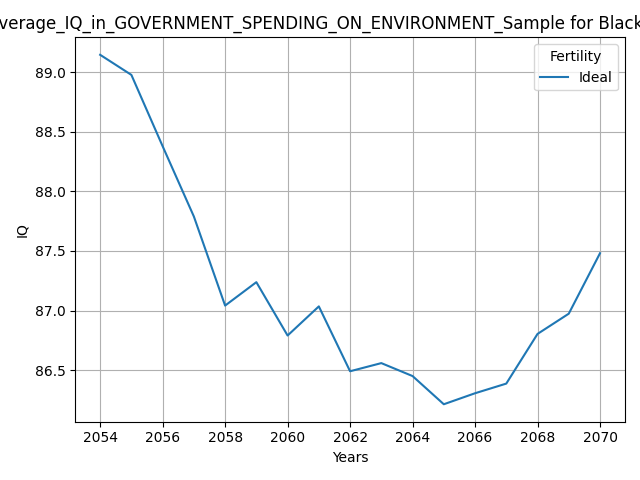 verage_IQ_in_GOVERNMENT_SPENDING_ON_ENVIRONMENT_Sample for Black
Fertility
Ideal
89.0
88.5
88.0
87.5
87.0
86.5
IQ
2054 2056 2058 2060 2062 2064 2066 2068 2070
Years